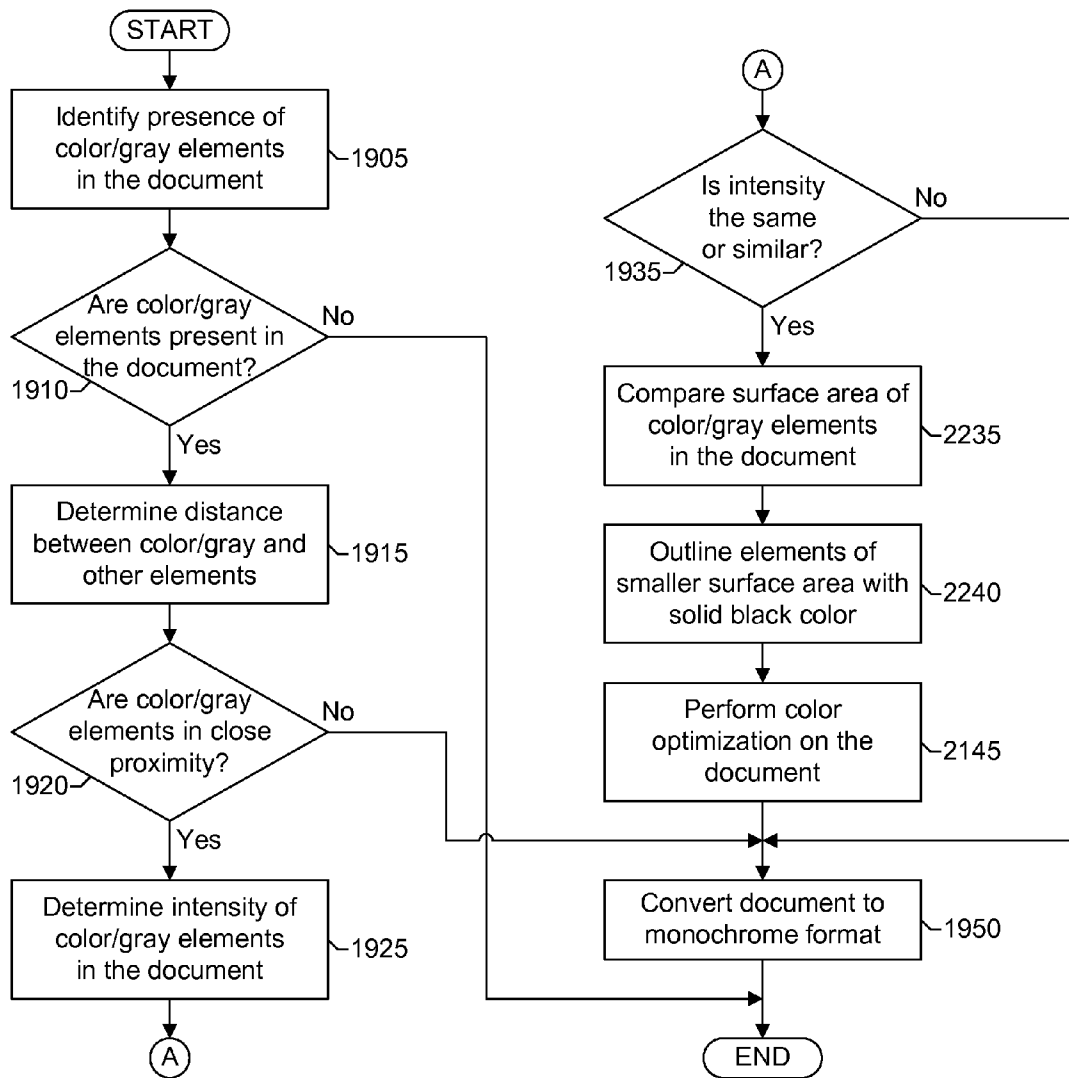 START
Identify presence of
color/gray elements
in the document
1905
Are color/gray
elements present in
the document?
1910
No
Yes
Determine distance
between color/gray and
other elements
1915
Are color/gray
elements in close
proximity?
1920
No
Yes
Determine intensity of
color/gray elements
in the document
1925
A
A
Is intensity
the same
or similar?
1935
No
Yes
Compare surface area of
color/gray elements
in the document
2235
Outline elements of
smaller surface area with
solid black color
2240
Perform color
optimization on the
document
2145
Convert document to
monochrome format
1950
END